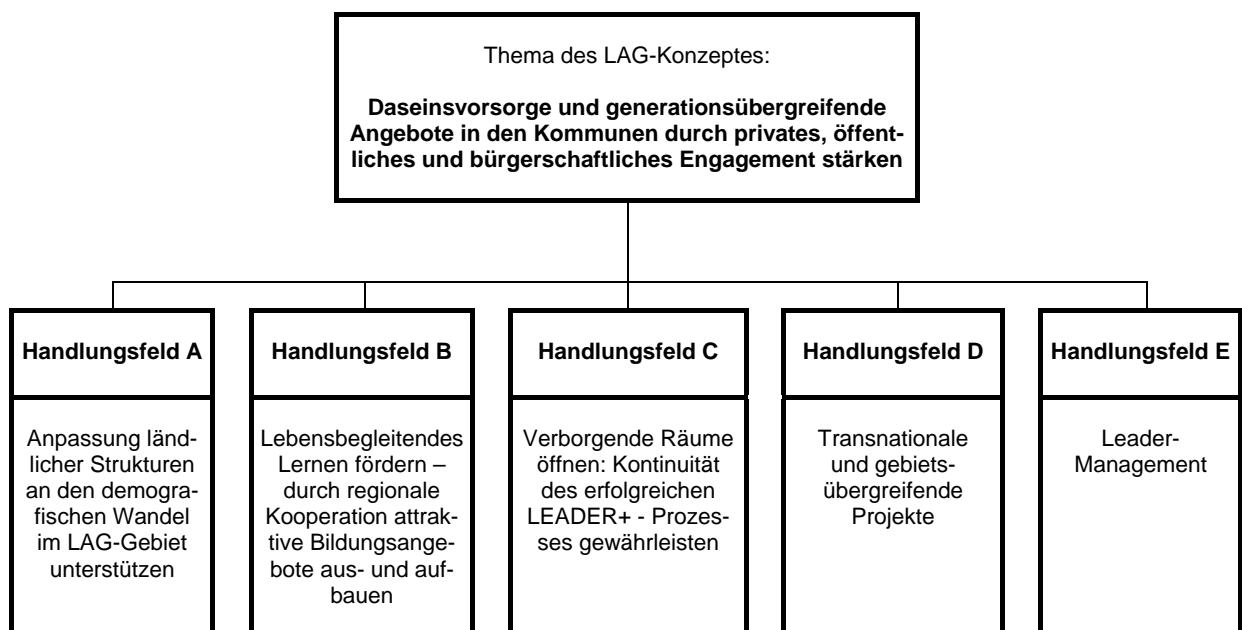 Thema des LAG-Konzeptes:
Daseinsvorsorge und generationsübergreifende
Angebote in den Kommunen durch privates, öffent-
liches und bürgerschaftliches Engagement stärken
Handlungsfeld A
Anpassung länd-
licher Strukturen
an den demogra-
fischen Wandel
im LAG-Gebiet
unterstützen
Handlungsfeld B
Lebensbegleitendes
Lernen fördern –
durch regionale
Kooperation attrak-
tive Bildungsange-
bote aus- und auf-
bauen
Handlungsfeld C
Verborgende Räume
öffnen: Kontinuität
des erfolgreichen
LEADER+ - Prozes-
ses gewährleisten
Handlungsfeld D
Transnationale
und gebiets-
übergreifende
Projekte
Handlungsfeld E
Leader-
Management